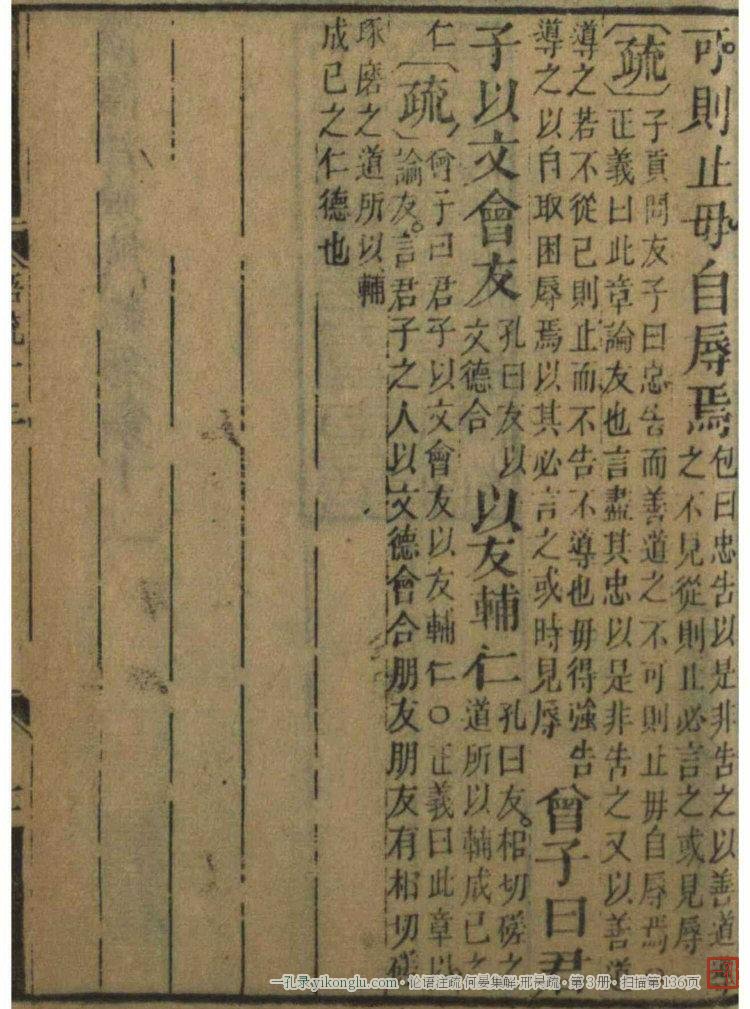 可則止毋自辱焉
包曰忠告以是非告之以善道導
之不見從則止必言之或見辱
〔疏〕
子貢問友子曰忠告而善道之不可則止毋自辱焉
正義曰此章論友也言盡其忠以是非告之又以善道
導之若不從己則止而不告不導也毋得強告
導之以自取困辱焉以其必言之或時見辱
曾子曰君
子以文會友
孔曰友以
文德合
以友輔仁
孔曰友相切磋之
道所以輔成己之
仁
〔疏〕
曾子曰君子以文會友以友輔仁○正義曰此章以
論友言君子之人以文德會合朋友朋友有相切磋
琢磨之道所以輔
成己之仁德也
一孔录yikonglu.com·论语注疏.何晏集解.邢昺疏·第3册·扫描第136页